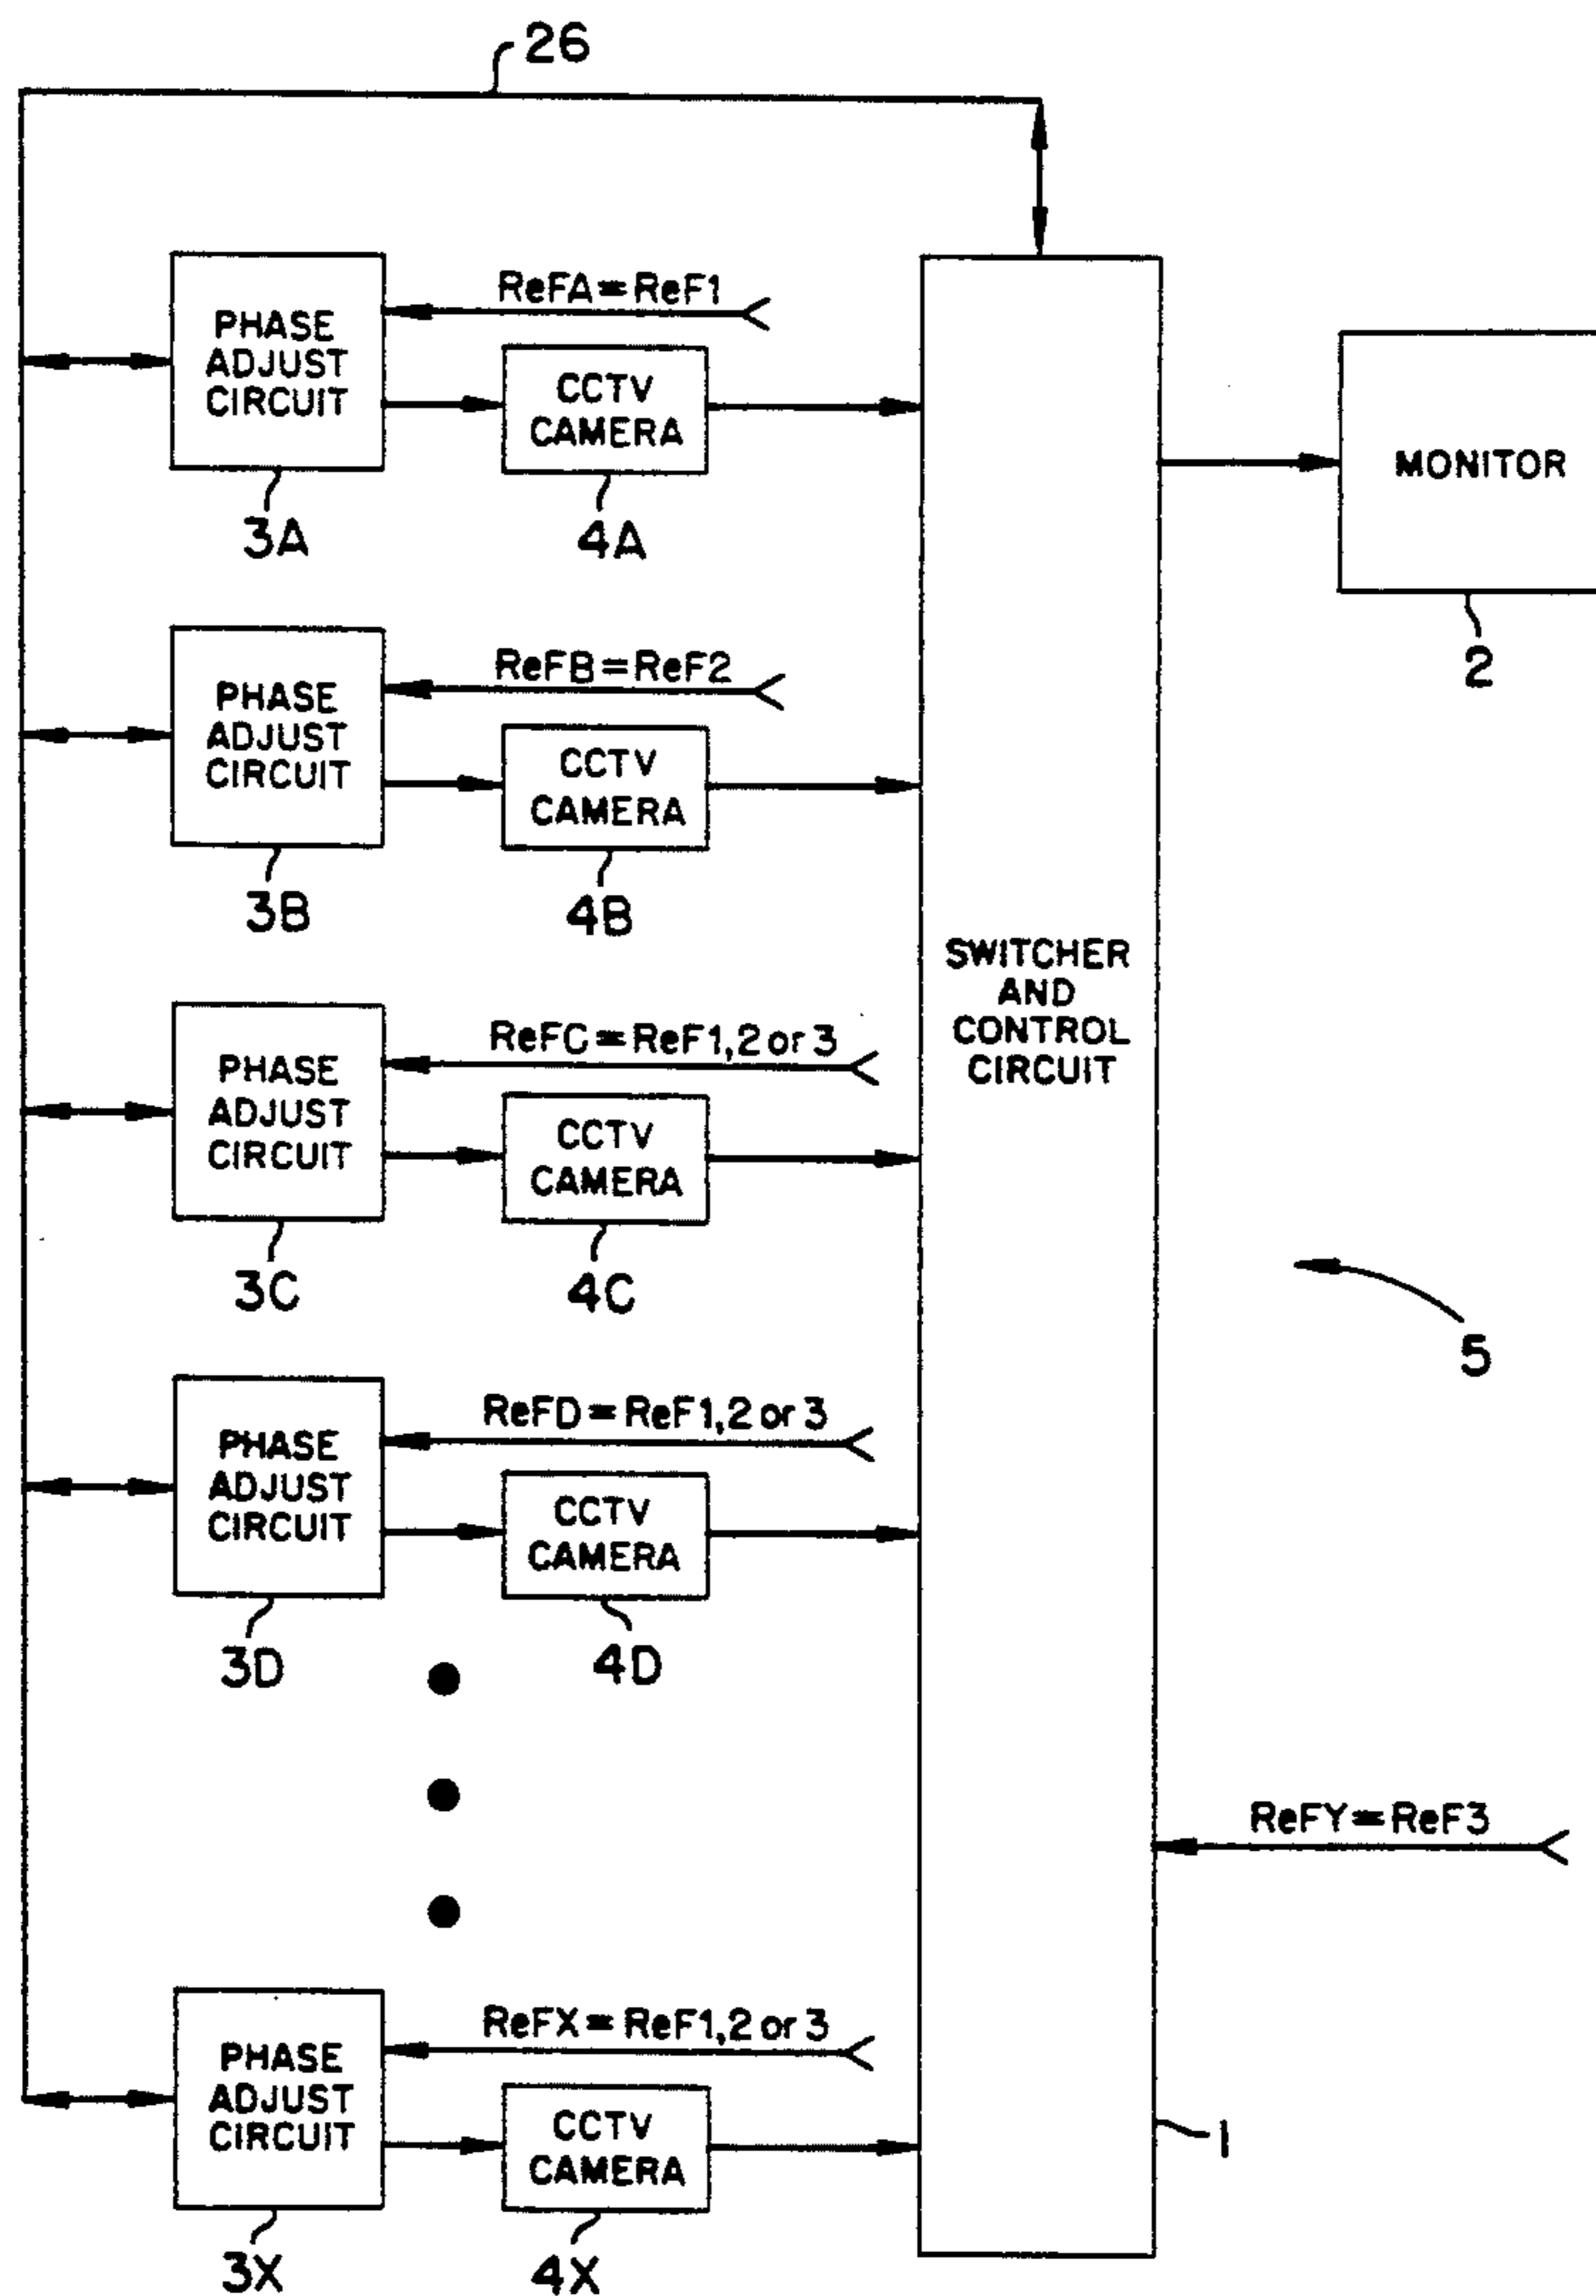 26
ReFA=ReF1
PHASE
ADJUST
CIRCUIT
CCTV
CAMERA
MONITOR
3A
4A
2
ReFB=ReF2
PHASE
ADJUST
CIRCUIT
CCTV
CAMERA
3B
4B
SWITCHER
AND
CONTROL
CIRCUIT
ReFC=ReF1,2 or 3
PHASE
ADJUST
CIRCUIT
CCTV
CAMERA
3C
4C
5
ReFD=ReF1,2 or 3
PHASE
ADJUST
CIRCUIT
CCTV
CAMERA
3D
4D
ReFY=ReF3
ReFX=ReF1,2 or 3
PHASE
ADJUST
CIRCUIT
CCTV
CAMERA
1
3X
4X